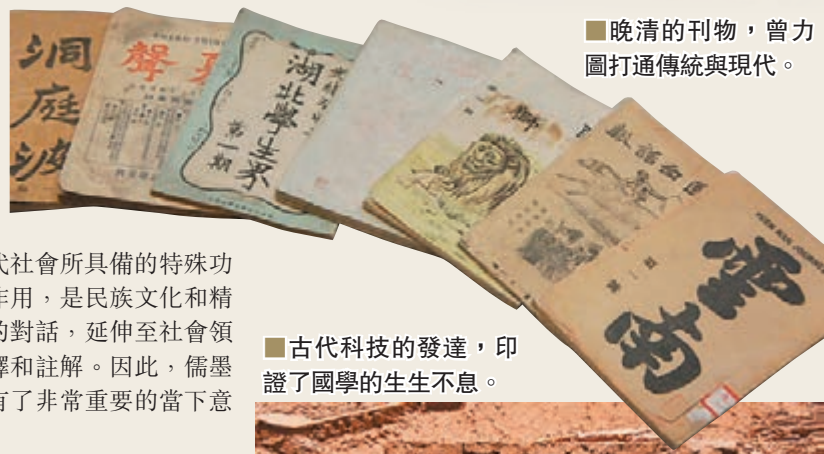 ■晚清的刊物，曾力
圖打通傳統與現代。
洞庭波
夏聲
湖北學生界
第一期
獅
雲南
代社會所具備的特殊功
作用，是民族文化和精
的對話，延伸至社會領
釋和註解。因此，儒墨
有了非常重要的當下意
■古代科技的發達，印
證了國學的生生不息。